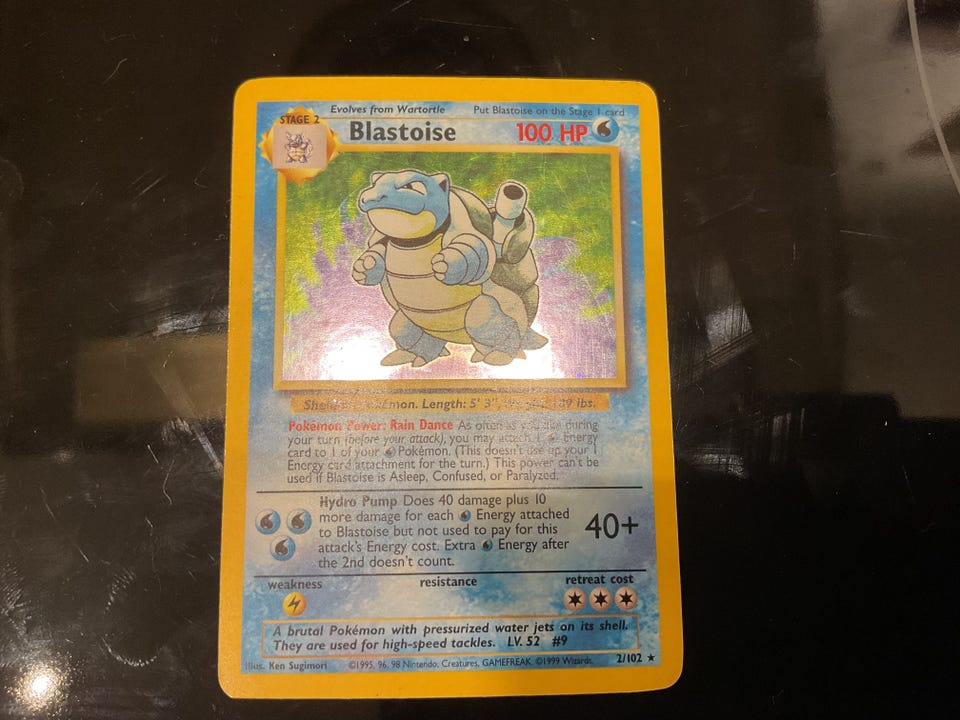 Evolves from Wartortle Put Blastoise on the Stage 1 card
STAGE 2
Blastoise 100 HP
Length: 5' 3", lbs.
Pokémon Power: Rain Dance As often as you like during
your turn (before your attack), you may attach 1 Energy
card to 1 of your Pokémon. (This doesn't use up your 1
Energy card attachment for the turn.) This power can't be
used if Blastoise is Asleep, Confused, or Paralyzed.
Hydro Pump Does 40 damage plus 10
more damage for each Energy attached
to Blastoise but not used to pay for this
attack's Energy cost. Extra Energy after
the 2nd doesn't count.
40+
weakness resistance retreat cost
A brutal Pokémon with pressurized water jets on its shell.
They are used for high-speed tackles. LV. 52 #9
Illus. Ken Sugimori ©1995, 96, 98 Nintendo, Creatures, GAMEFREAK. ©1999 Wizards. 2/102 ★